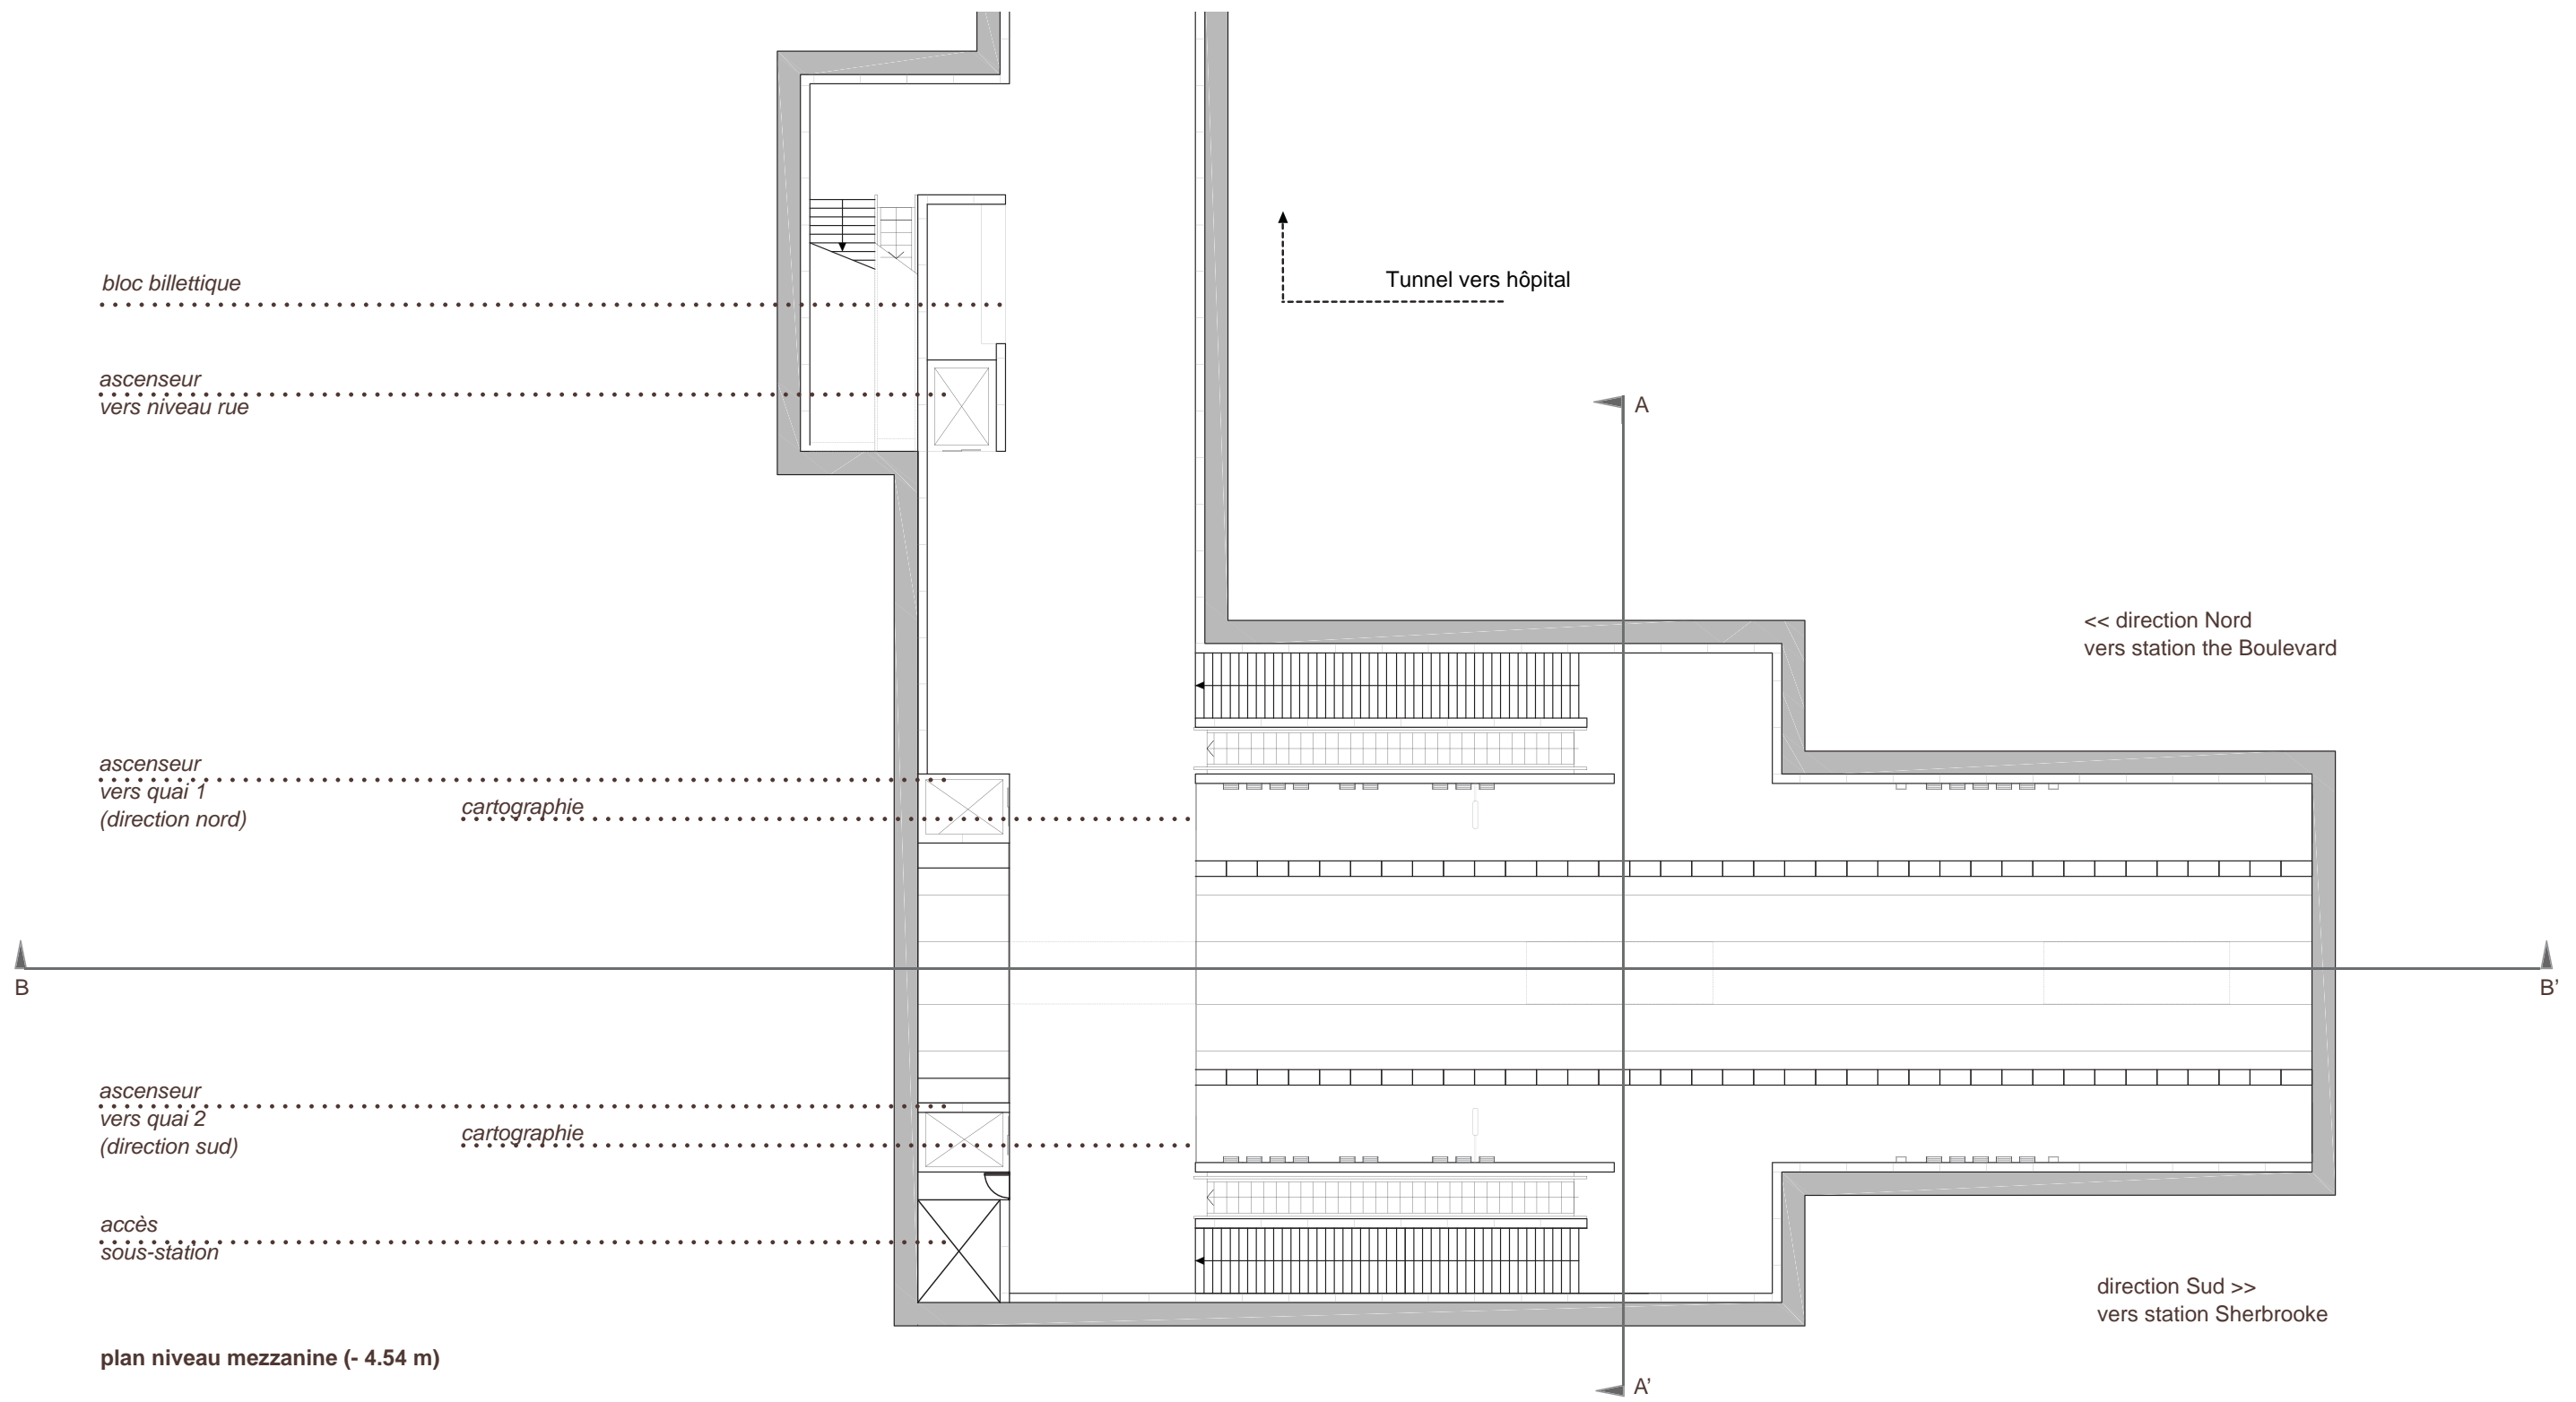 bloc billettique
Tunnel vers hôpital
ascenseur
vers niveau rue
A
<< direction Nord
vers station the Boulevard
ascenseur
vers quai 1
(direction nord)
cartographie
B
B’
ascenseur
vers quai 2
(direction sud)
cartographie
accès
sous-station
direction Sud >>
vers station Sherbrooke
plan niveau mezzanine (- 4.54 m)
A’